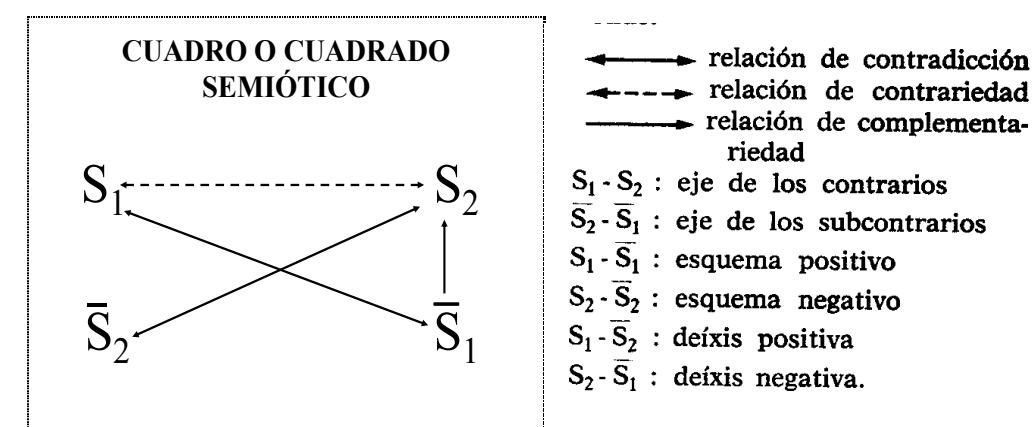 CUADRO O CUADRADO
SEMIÓTICO
S₁
S₂
S̅₂
S̅₁
relación de contradicción
relación de contrariedad
relación de complementa-
riedad
S₁ - S₂ : eje de los contrarios
S̅₂ - S̅₁ : eje de los subcontrarios
S₁ - S̅₁ : esquema positivo
S₂ - S̅₂ : esquema negativo
S₁ - S̅₂ : deíxis positiva
S₂ - S̅₁ : deíxis negativa.